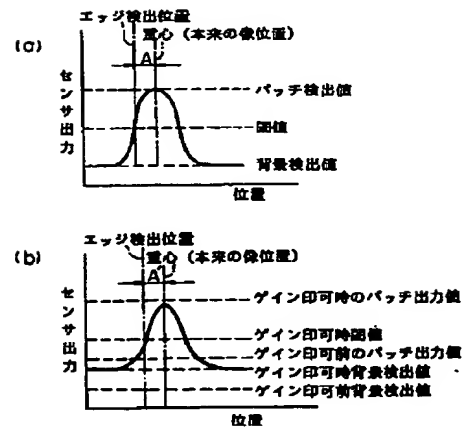 (a)
エッジ検出位置
重心(本来の像位置)
A
センサ出力
パッチ検出値
閾値
背景検出値
位置
(b)
エッジ検出位置
重心(本来の像位置)
A'
センサ出力
ゲイン印可時のパッチ出力値
ゲイン印可時閾値
ゲイン印可前のパッチ出力値
ゲイン印可時背景検出値
ゲイン印可前背景検出値
位置